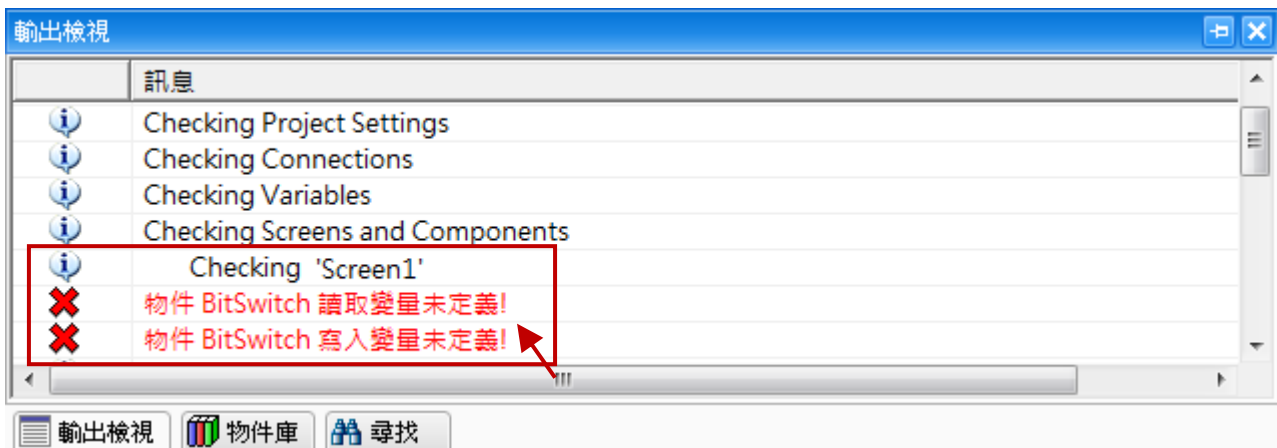 輸出檢視
訊息
Checking Project Settings
Checking Connections
Checking Variables
Checking Screens and Components
Checking 'Screen1'
物件 BitSwitch 讀取變量未定義!
物件 BitSwitch 寫入變量未定義!
輸出檢視 物件庫 尋找